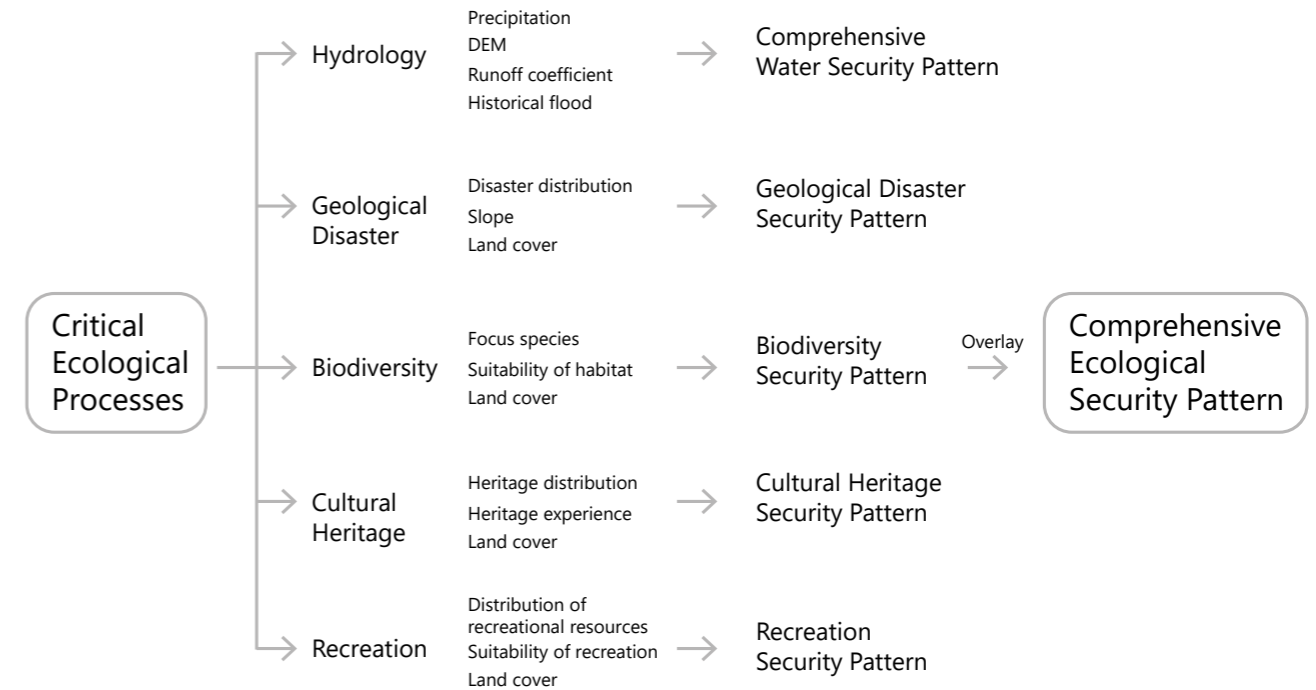 Critical
Ecological
Processes
Hydrology
Precipitation
DEM
Runoff coefficient
Historical flood
Comprehensive
Water Security Pattern
Geological
Disaster
Disaster distribution
Slope
Land cover
Geological Disaster
Security Pattern
Biodiversity
Focus species
Suitability of habitat
Land cover
Biodiversity
Security Pattern
Overlay
Comprehensive
Ecological
Security Pattern
Cultural
Heritage
Heritage distribution
Heritage experience
Land cover
Cultural Heritage
Security Pattern
Recreation
Distribution of
recreational resources
Suitability of recreation
Land cover
Recreation
Security Pattern